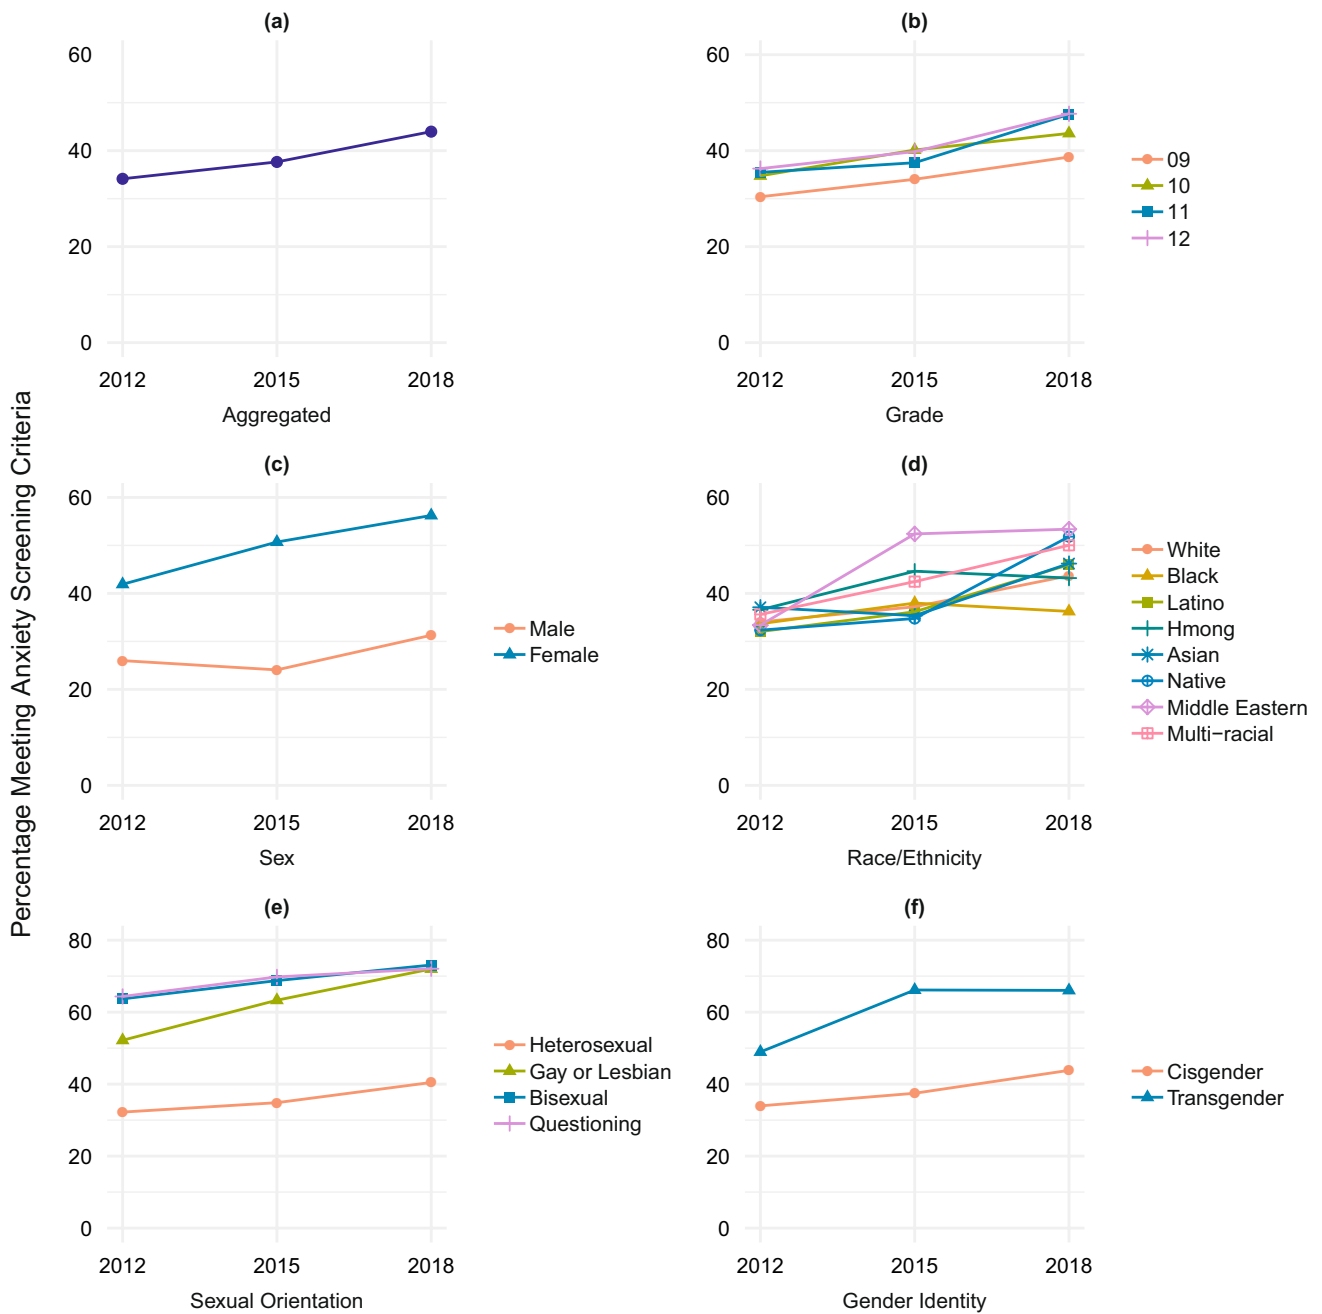 Percentage Meeting Anxiety Screening Criteria
(a)
60
40
20
0
2012 2015 2018
Aggregated
(b)
60
40
20
0
2012 2015 2018
Grade
09
10
11
12
(c)
60
40
20
0
2012 2015 2018
Sex
Male
Female
(d)
60
40
20
0
2012 2015 2018
Race/Ethnicity
White
Black
Latino
Hmong
Asian
Native
Middle Eastern
Multi−racial
(e)
80
60
40
20
0
2012 2015 2018
Sexual Orientation
Heterosexual
Gay or Lesbian
Bisexual
Questioning
(f)
80
60
40
20
0
2012 2015 2018
Gender Identity
Cisgender
Transgender